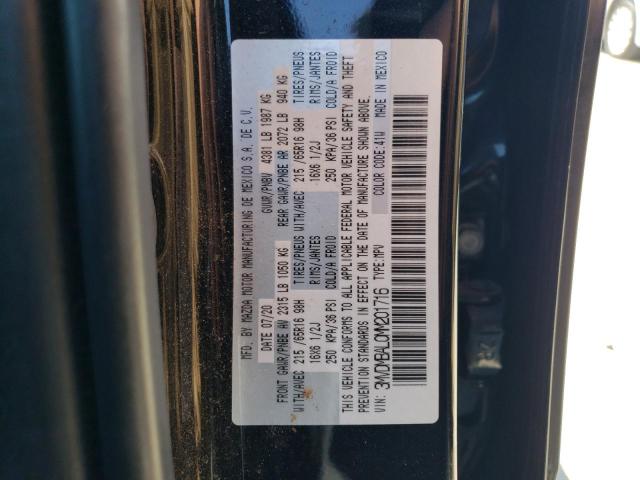 MFD. BY MAZDA MOTOR MANUFACTURING DE MEXICO S.A. DE C.V.
DATE 07/20 GVWR/PNBV 4381 LB 1987 KG
FRONT GAWR/PNBE AV 2315 LB 1050 KG REAR GAWR/PNBE AR 2072 LB 940 KG
WITH/AVEC 215 /65R16 98H TIRES/PNEUS WITH/AVEC 215 /65R16 98H TIRES/PNEUS
16X6 1/2J RIMS/JANTES 16X6 1/2J RIMS/JANTES
250 KPA/36 PSI COLD/A FROID 250 KPA/36 PSI COLD/A FROID
THIS VEHICLE CONFORMS TO ALL APPLICABLE FEDERAL MOTOR VEHICLE SAFETY AND THEFT
PREVENTION STANDARDS IN EFFECT ON THE DATE OF MANUFACTURE SHOWN ABOVE.
VIN: 3MVDMBAL0MM201716 TYPE:MPV COLOR CODE:41W MADE IN MEXICO